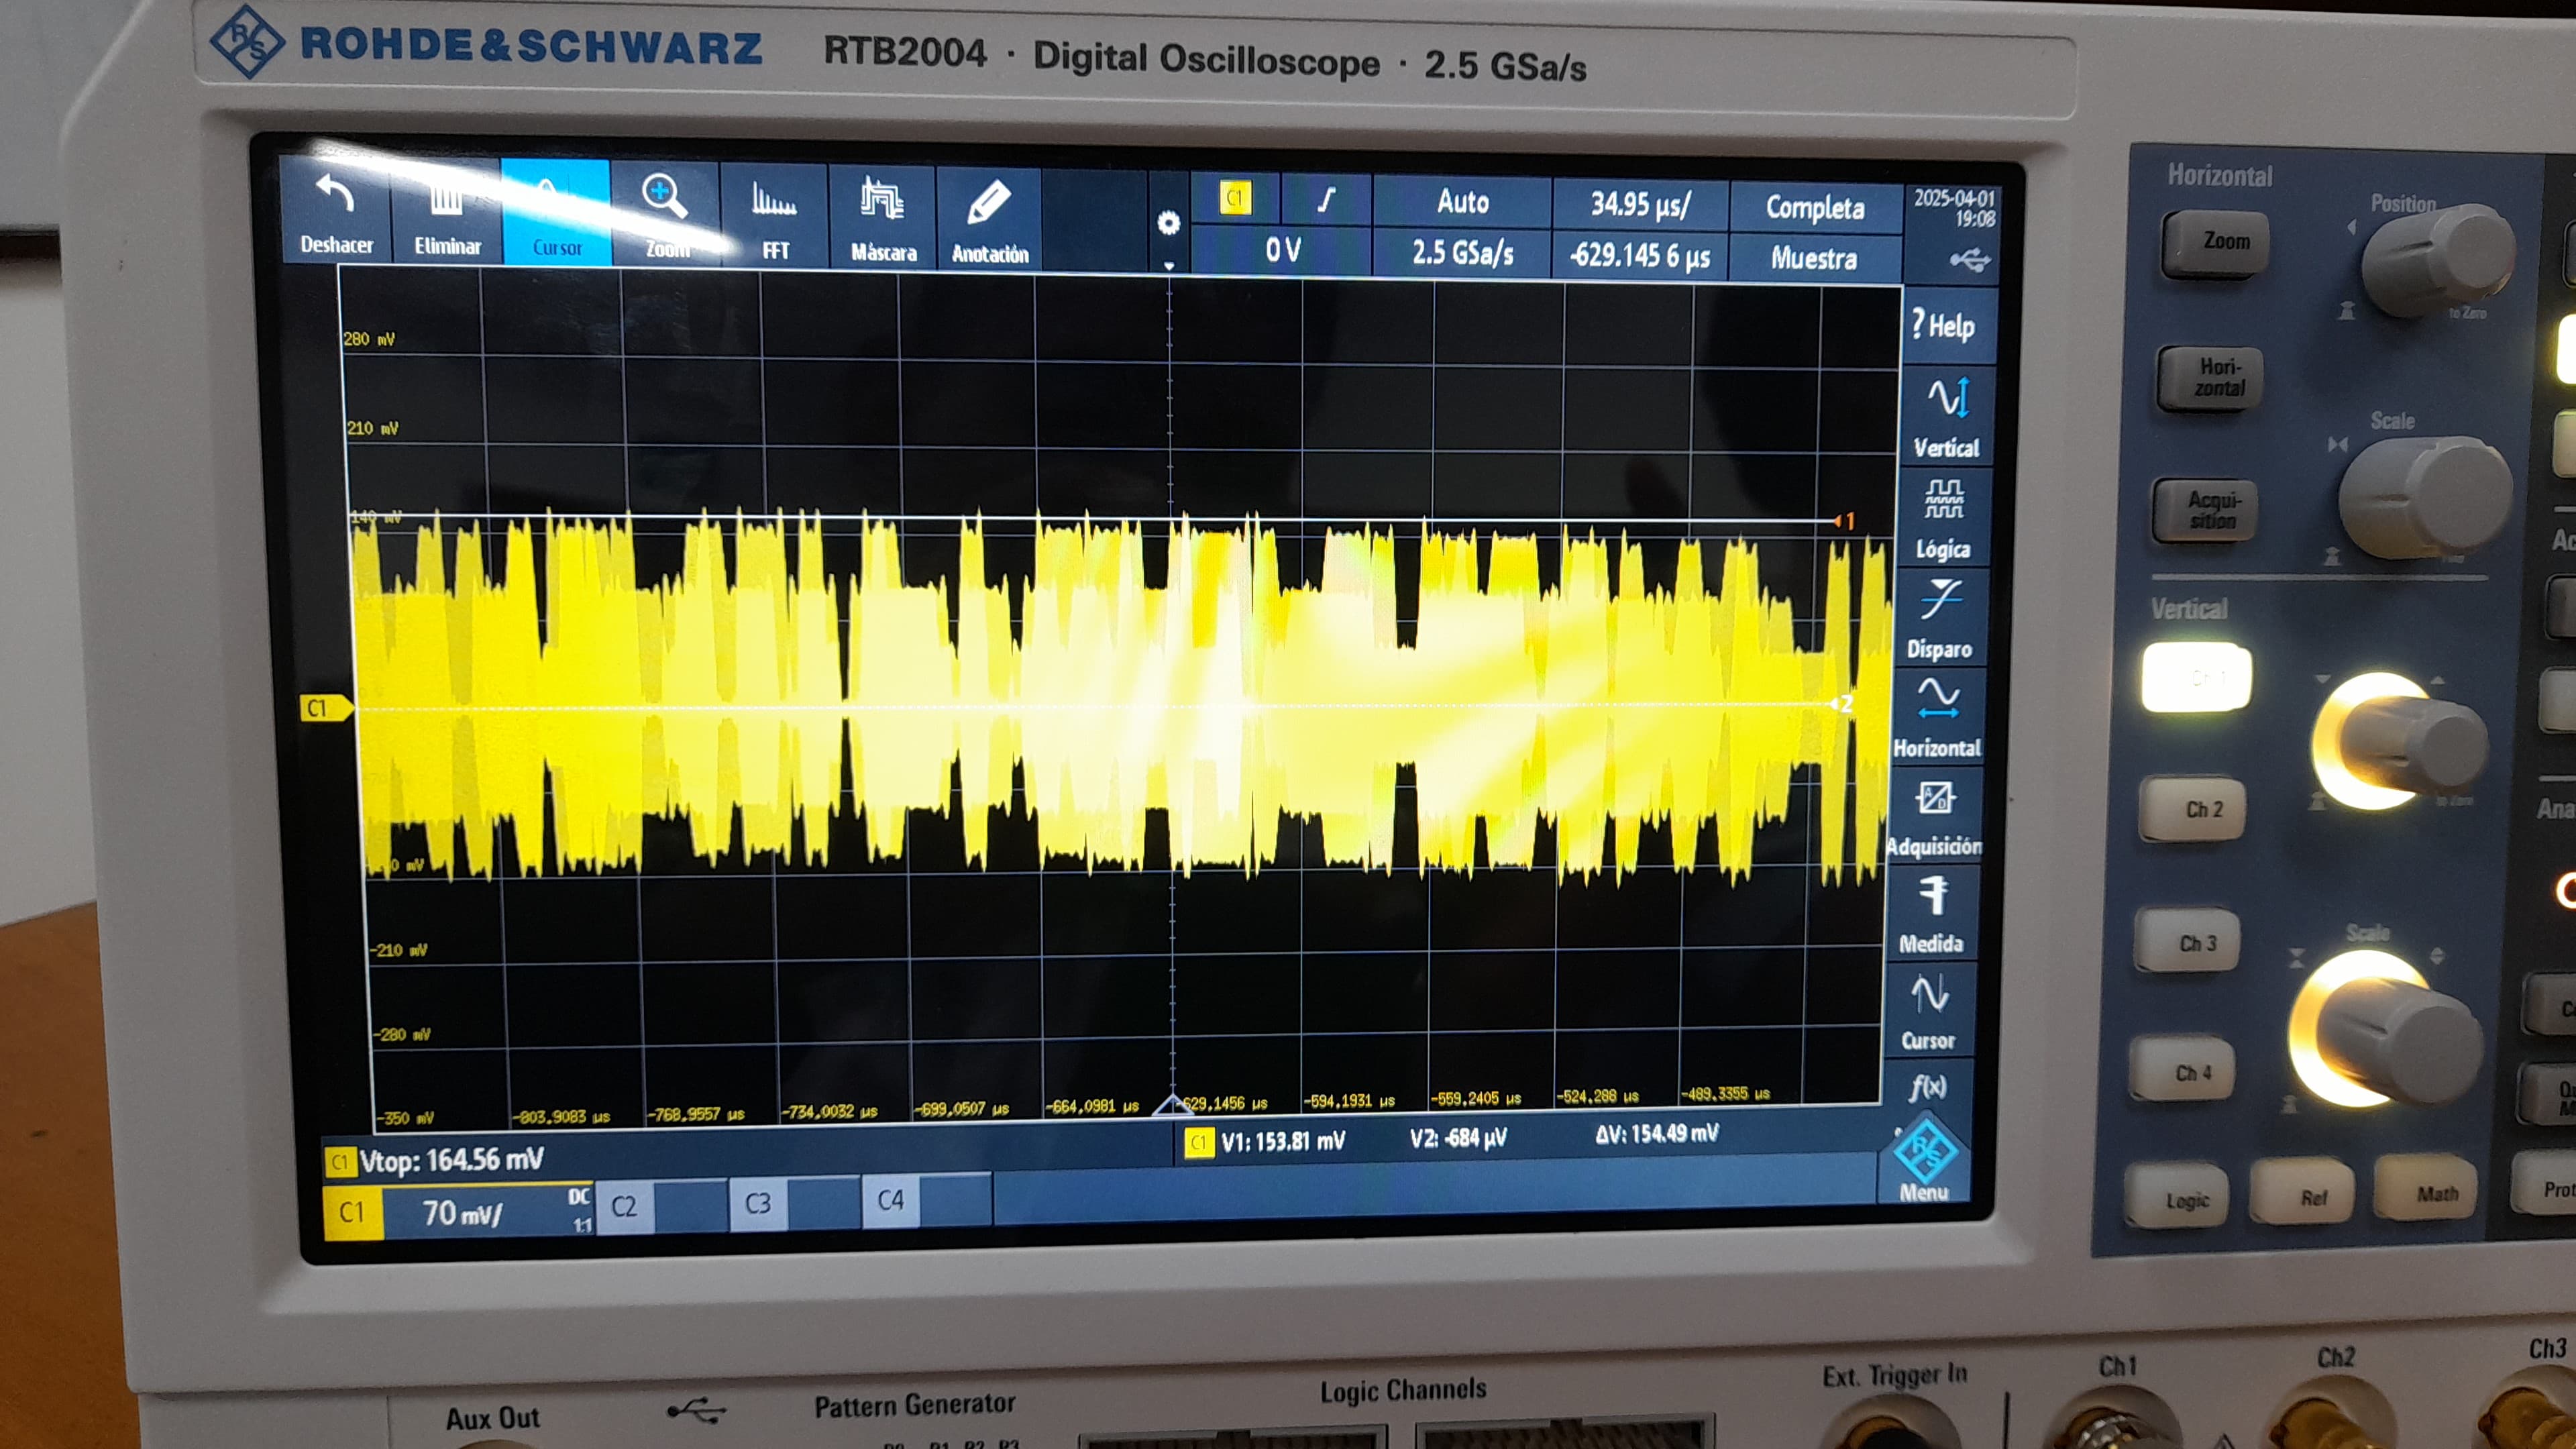 ROHDE & SCHWARZ RTB2004 · Digital Oscilloscope · 2.5 GSa/s
Deshacer Eliminar Cursor Zoom FFT Máscara Anotación
C1 Auto 34.95 µs/ Completa
0 V 2.5 GSa/s -629.145 6 µs Muestra
2025-04-01
19:08
? Help
Vertical
Lógica
Disparo
Horizontal
Adquisición
Medida
Cursor
f(x)
Menu
280 mV
210 mV
140 mV
1
C1
2
-210 mV
-280 mV
-350 mV
-803.9083 µs -768.9557 µs -734.0032 µs -699.0507 µs -664.0981 µs -629.1456 µs -594.1931 µs -559.2405 µs -524.288 µs -489.3355 µs
C1 Vtop: 164.56 mV
C1 V1: 153.81 mV V2: -684 µV ΔV: 154.49 mV
C1 70 mV/ DC 1:1 C2 C3 C4
Horizontal
Position
Zoom
to Zero
Hori-
zontal
Scale
Acqui-
sition
Vertical
Ch 1
Ch 2
to Zero
Ch 3
Scale
Ch 4
Logic Ref Math
Aux Out
Pattern Generator
Logic Channels
Ext. Trigger In
Ch1
Ch2
Ch3